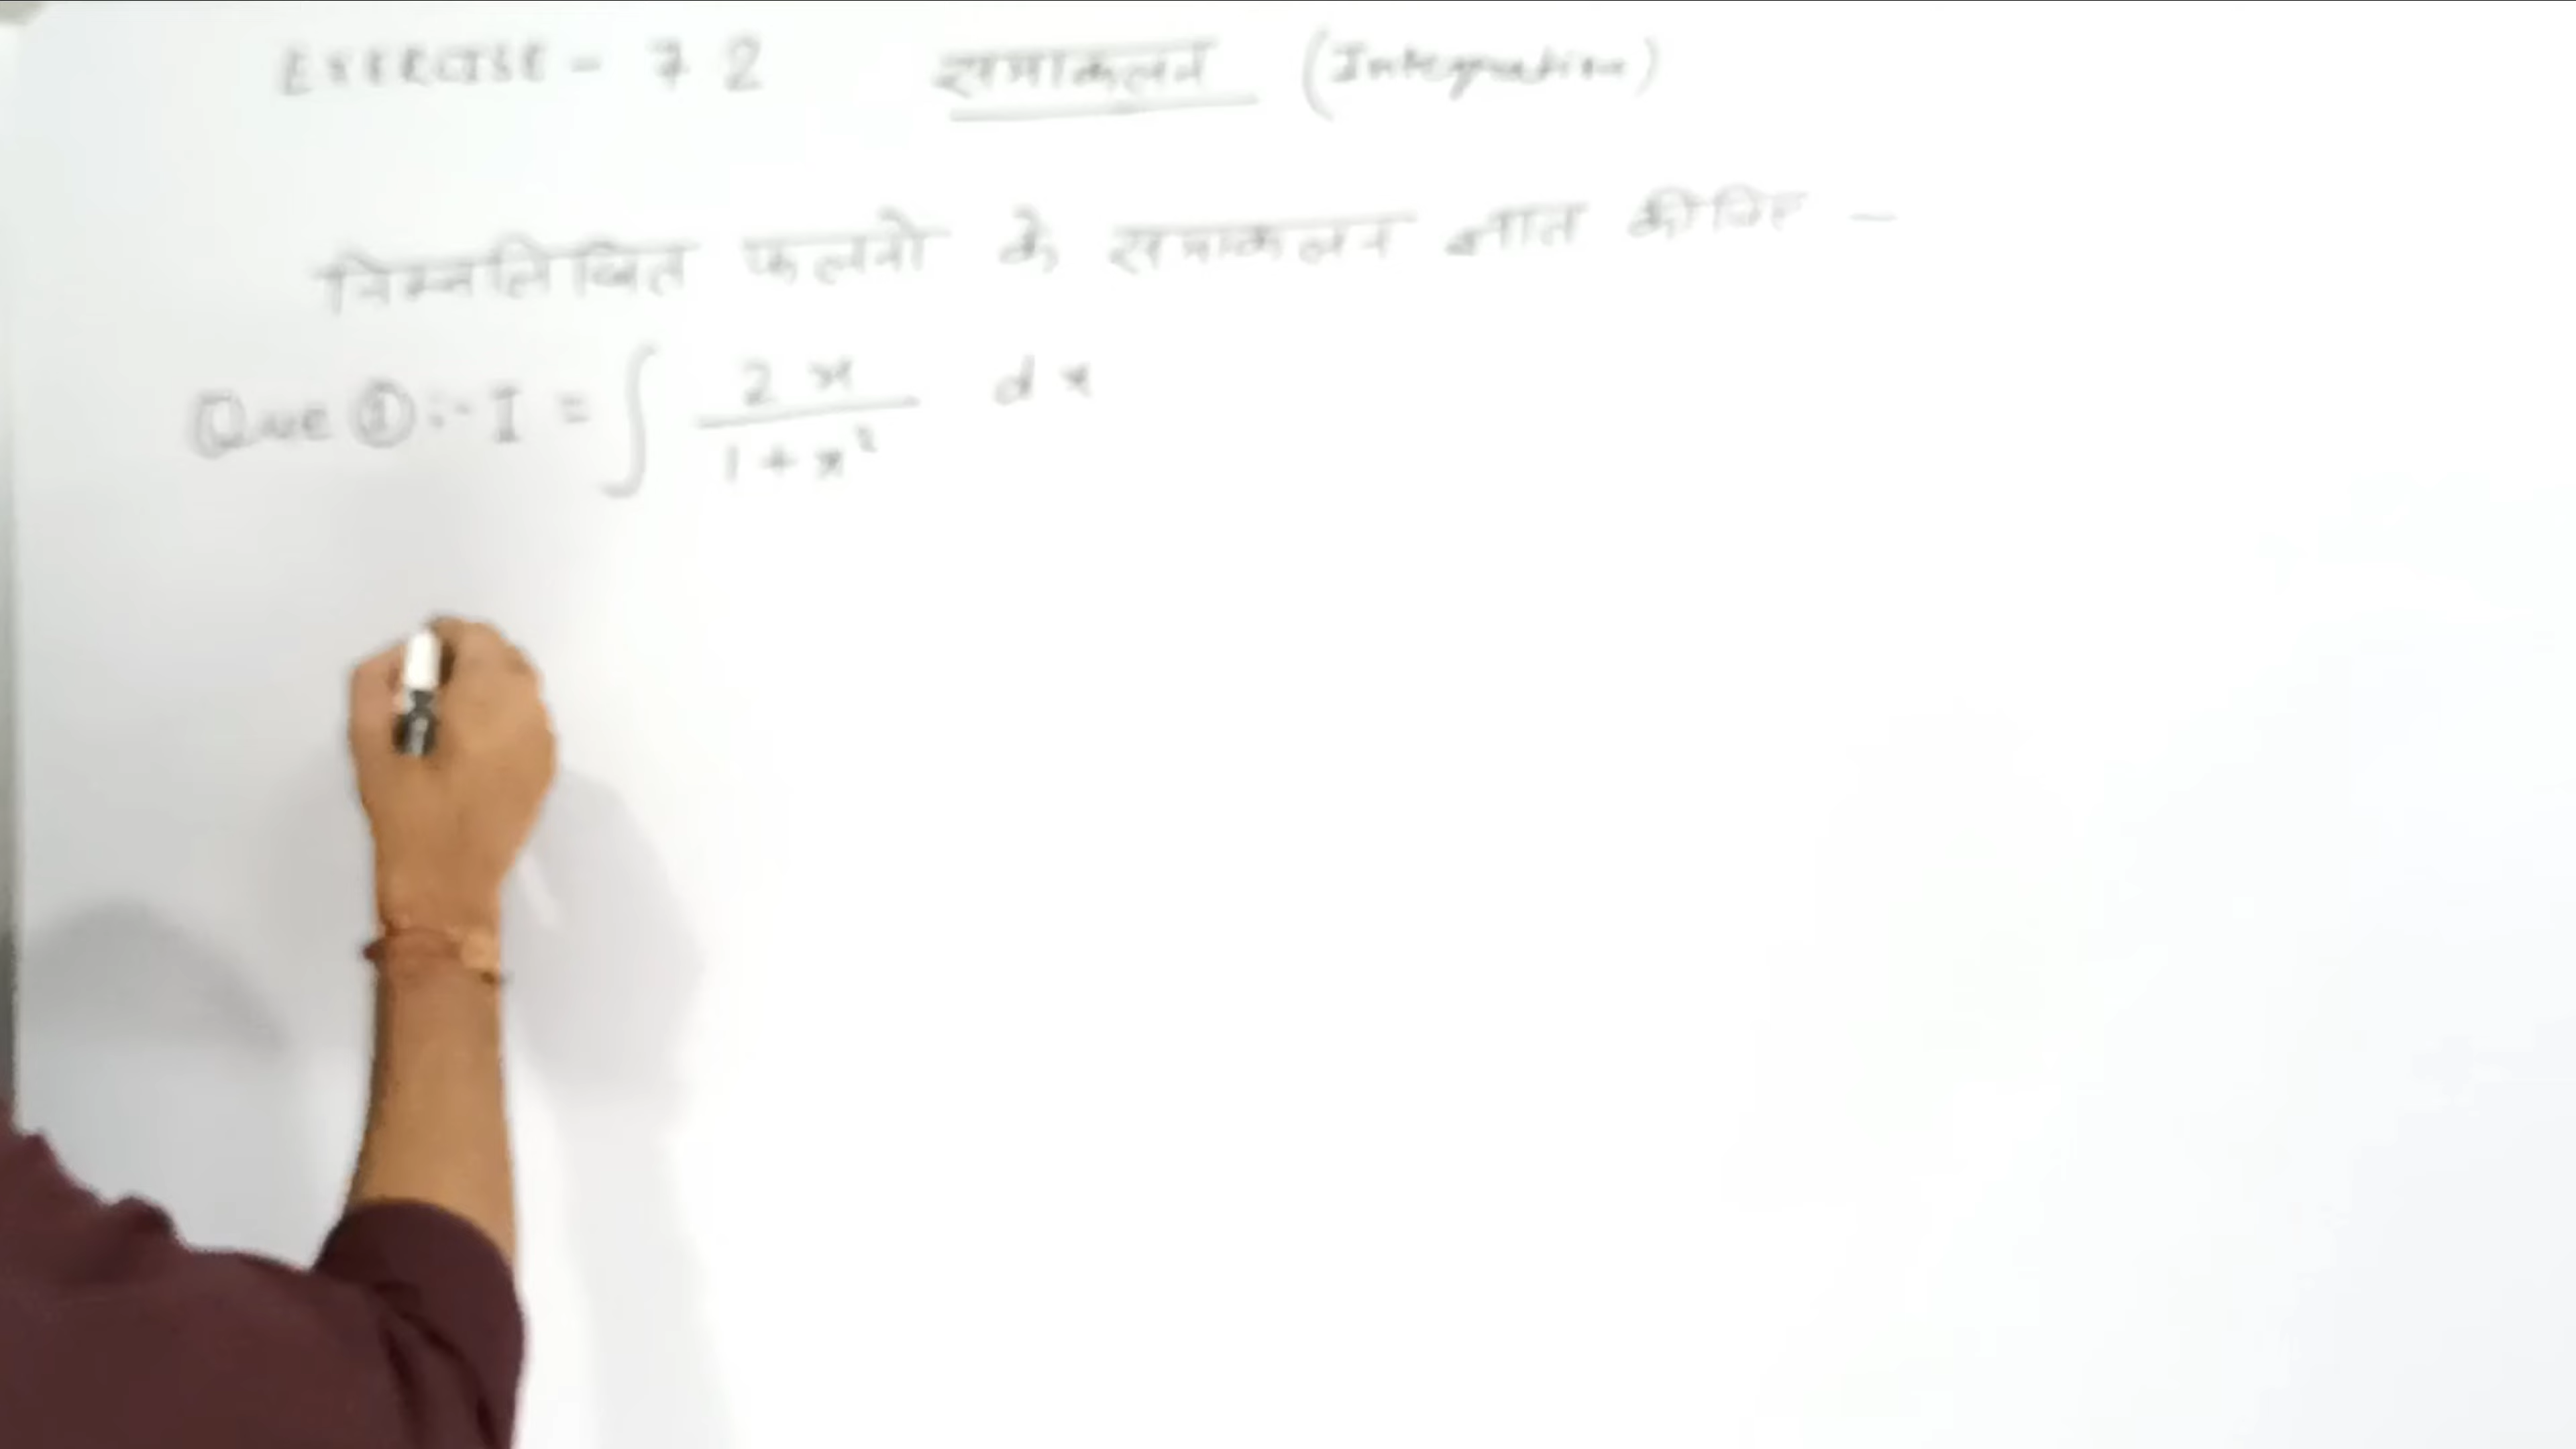 EXERCISE - 7.2 समाकलन (Integration)
निम्नलिखित फलनो के समाकलन ज्ञात कीजिए -
Que ①:- I = ∫ 2x / 1+x² dx